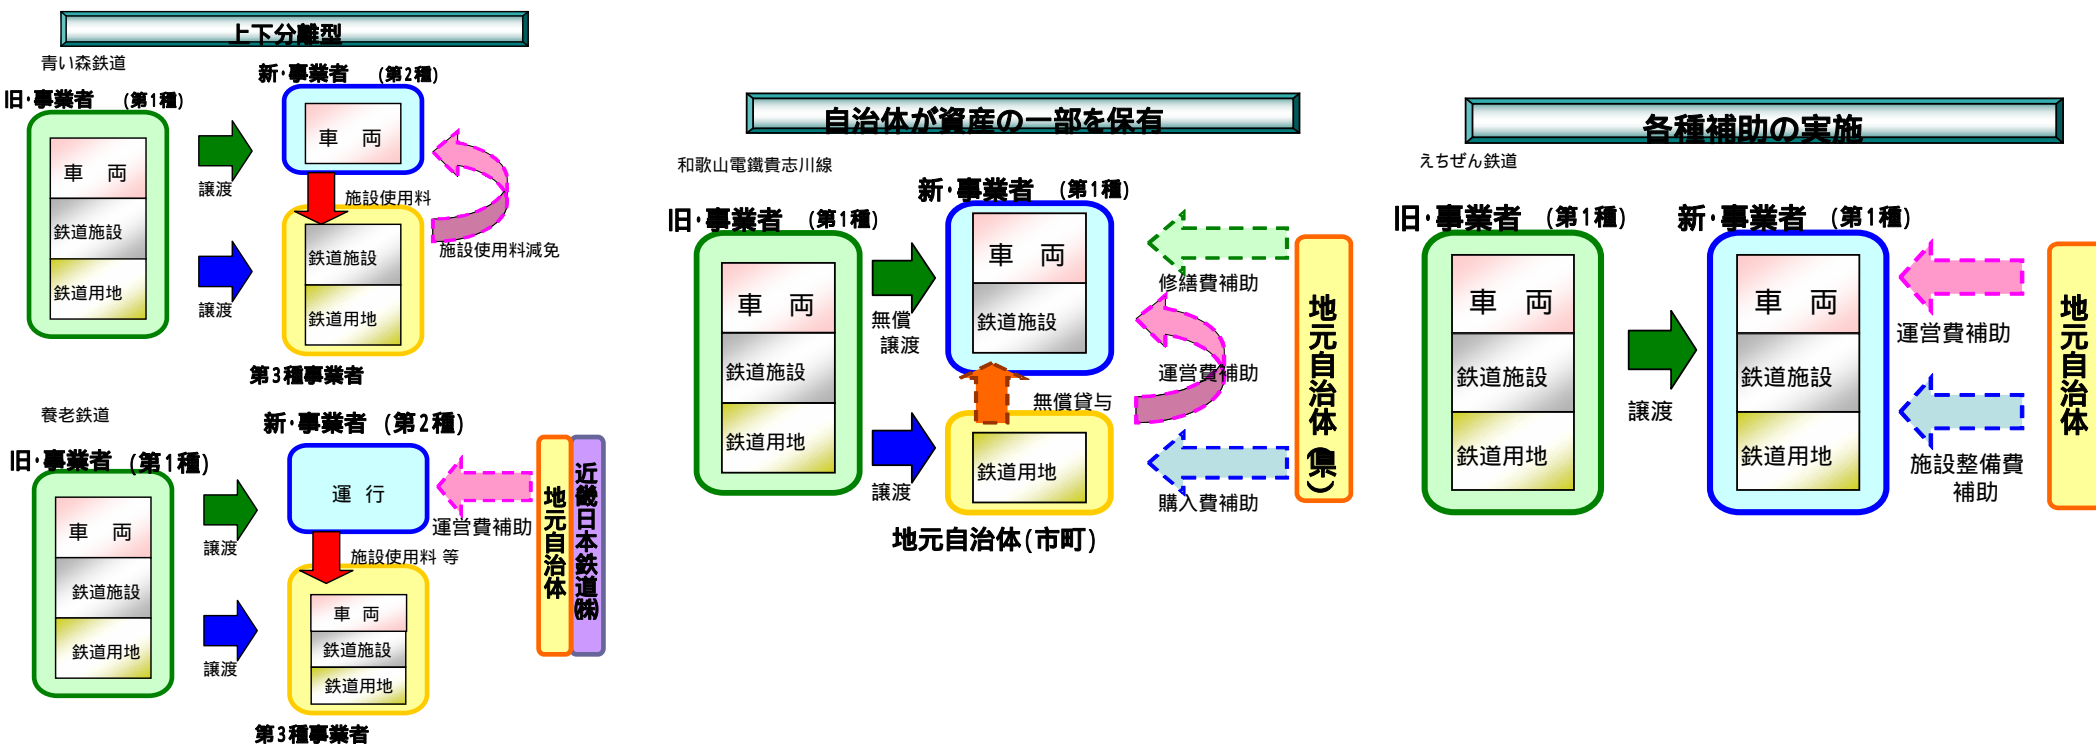 上下分離型
青い森鉄道
旧・事業者 (第1種)
車 両
鉄道施設
鉄道用地
譲渡
譲渡
新・事業者 (第2種)
車 両
施設使用料
鉄道施設
鉄道用地
施設使用料減免
第3種事業者
養老鉄道
旧・事業者 (第1種)
車 両
鉄道施設
鉄道用地
譲渡
譲渡
新・事業者 (第2種)
運 行
運営費補助
施設使用料 等
車 両
鉄道施設
鉄道用地
第3種事業者
地元自治体
近畿日本鉄道㈱
自治体が資産の一部を保有
和歌山電鐵貴志川線
旧・事業者 (第1種)
車 両
鉄道施設
鉄道用地
無償
譲渡
譲渡
新・事業者 (第1種)
車 両
鉄道施設
無償貸与
鉄道用地
地元自治体(市町)
修繕費補助
運営費補助
購入費補助
地元自治体(県)
各種補助の実施
えちぜん鉄道
旧・事業者 (第1種)
車 両
鉄道施設
鉄道用地
譲渡
新・事業者 (第1種)
車 両
鉄道施設
鉄道用地
運営費補助
施設整備費
補助
地元自治体